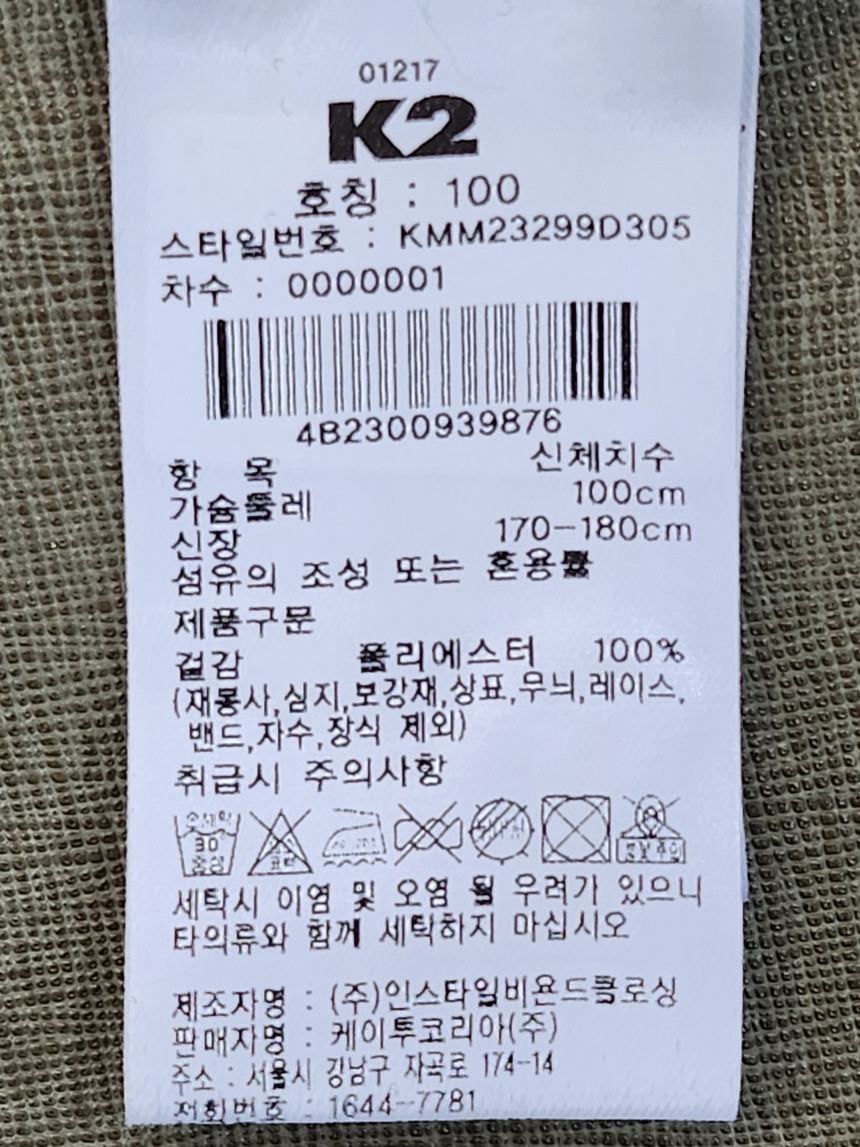 01217
K2
호칭 : 100
스타일번호 : KMM23299D305
차수 : 0000001
4B2300939876
항 목 신체치수
가슴둘레 100cm
신장 170-180cm
섬유의 조성 또는 혼용률
제품구분
겉감 폴리에스터 100%
(재봉사,심지,보강재,상표,무늬,레이스,
밴드,자수,장식 제외)
취급시 주의사항
30
중성
세탁시 이염 및 오염 될 우려가 있으니
타의류와 함께 세탁하지 마십시오
제조자명 : (주)인스타일비욘드클로싱
판매자명 : 케이투코리아(주)
주소 : 서울시 강남구 자곡로 174-14
전화번호 : 1644-7781